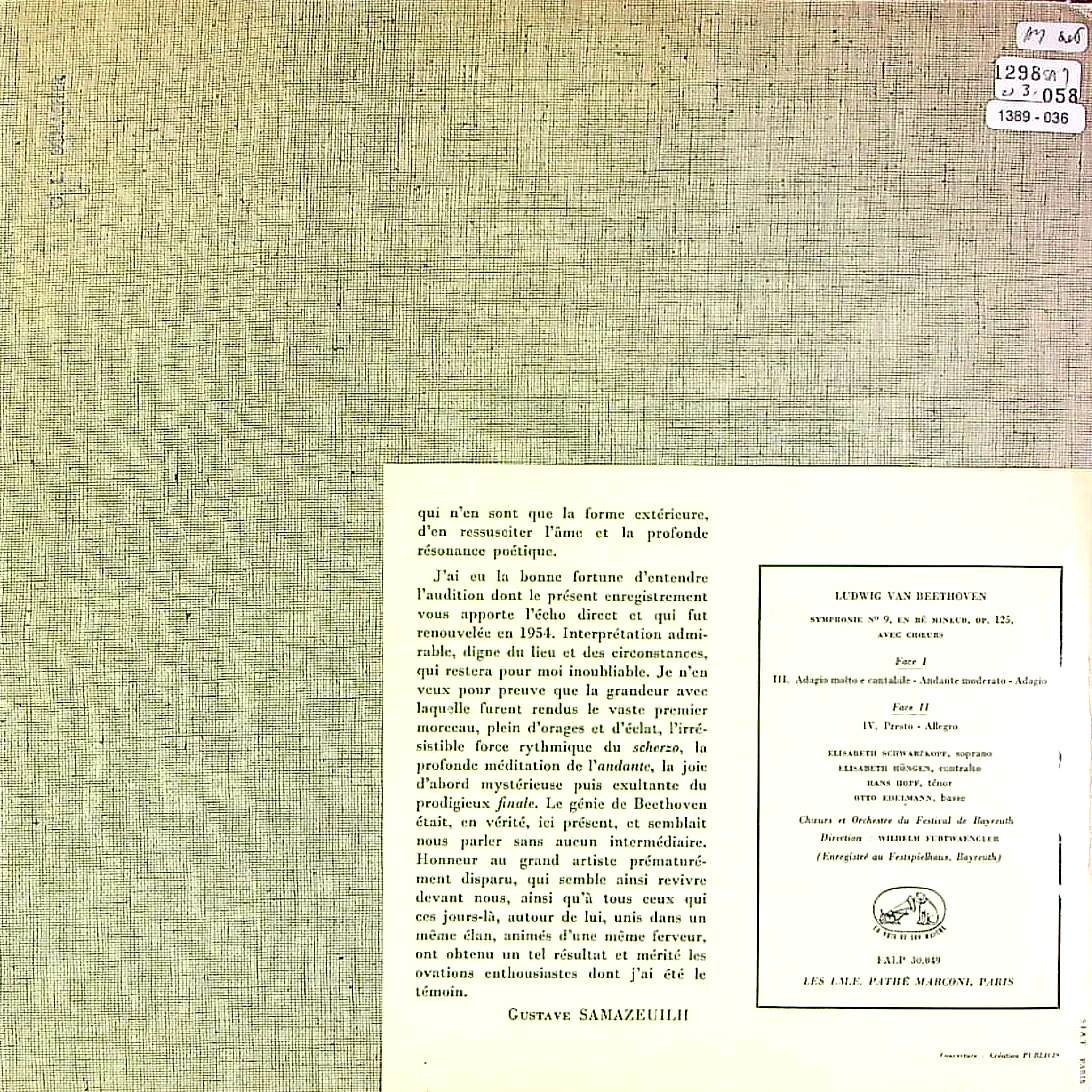 1298
3. 058
1389 - 036
qui n'en sont que la forme extérieure,
d'en ressusciter l'âme et la profonde
résonance poétique.
J'ai eu la bonne fortune d'entendre
l'audition dont le présent enregistrement
vous apporte l'écho direct et qui fut
renouvelée en 1954. Interprétation admi-
rable, digne du lieu et des circonstances,
qui restera pour moi inoubliable. Je n'en
veux pour preuve que la grandeur avec
laquelle furent rendus le vaste premier
morceau, plein d'orages et d'éclat, l'irré-
sistible force rythmique du scherzo, la
profonde méditation de l'andante, la joie
d'abord mystérieuse puis exultante du
prodigieux finale. Le génie de Beethoven
était, en vérité, ici présent, et semblait
nous parler sans aucun intermédiaire.
Honneur au grand artiste prématuré-
ment disparu, qui semble ainsi revivre
devant nous, ainsi qu'à tous ceux qui
ces jours-là, autour de lui, unis dans un
même élan, animés d'une même ferveur,
ont obtenu un tel résultat et mérité les
ovations enthousiastes dont j'ai été le
témoin.
GUSTAVE SAMAZEUILH
LUDWIG VAN BEETHOVEN
SYMPHONIE Nº 9, EN RÉ MINEUR, OP. 125,
AVEC CHŒURS
Face I
III. Adagio molto e cantabile - Andante moderato - Adagio
Face II
IV. Presto - Allegro
ELISABETH SCHWARZKOPF, soprano
ELISABETH HÖNGEN, contralto
HANS HOPF, ténor
OTTO EDELMANN, basse
Chœurs et Orchestre du Festival de Bayreuth
Direction : WILHELM FURTWAENGLER
(Enregistré au Festspielhaus, Bayreuth)
LA VOIX DE SON MAÎTRE
FALP 30.049
LES I.M.E. PATHÉ MARCONI, PARIS
Couverture : Création PUBLICIS